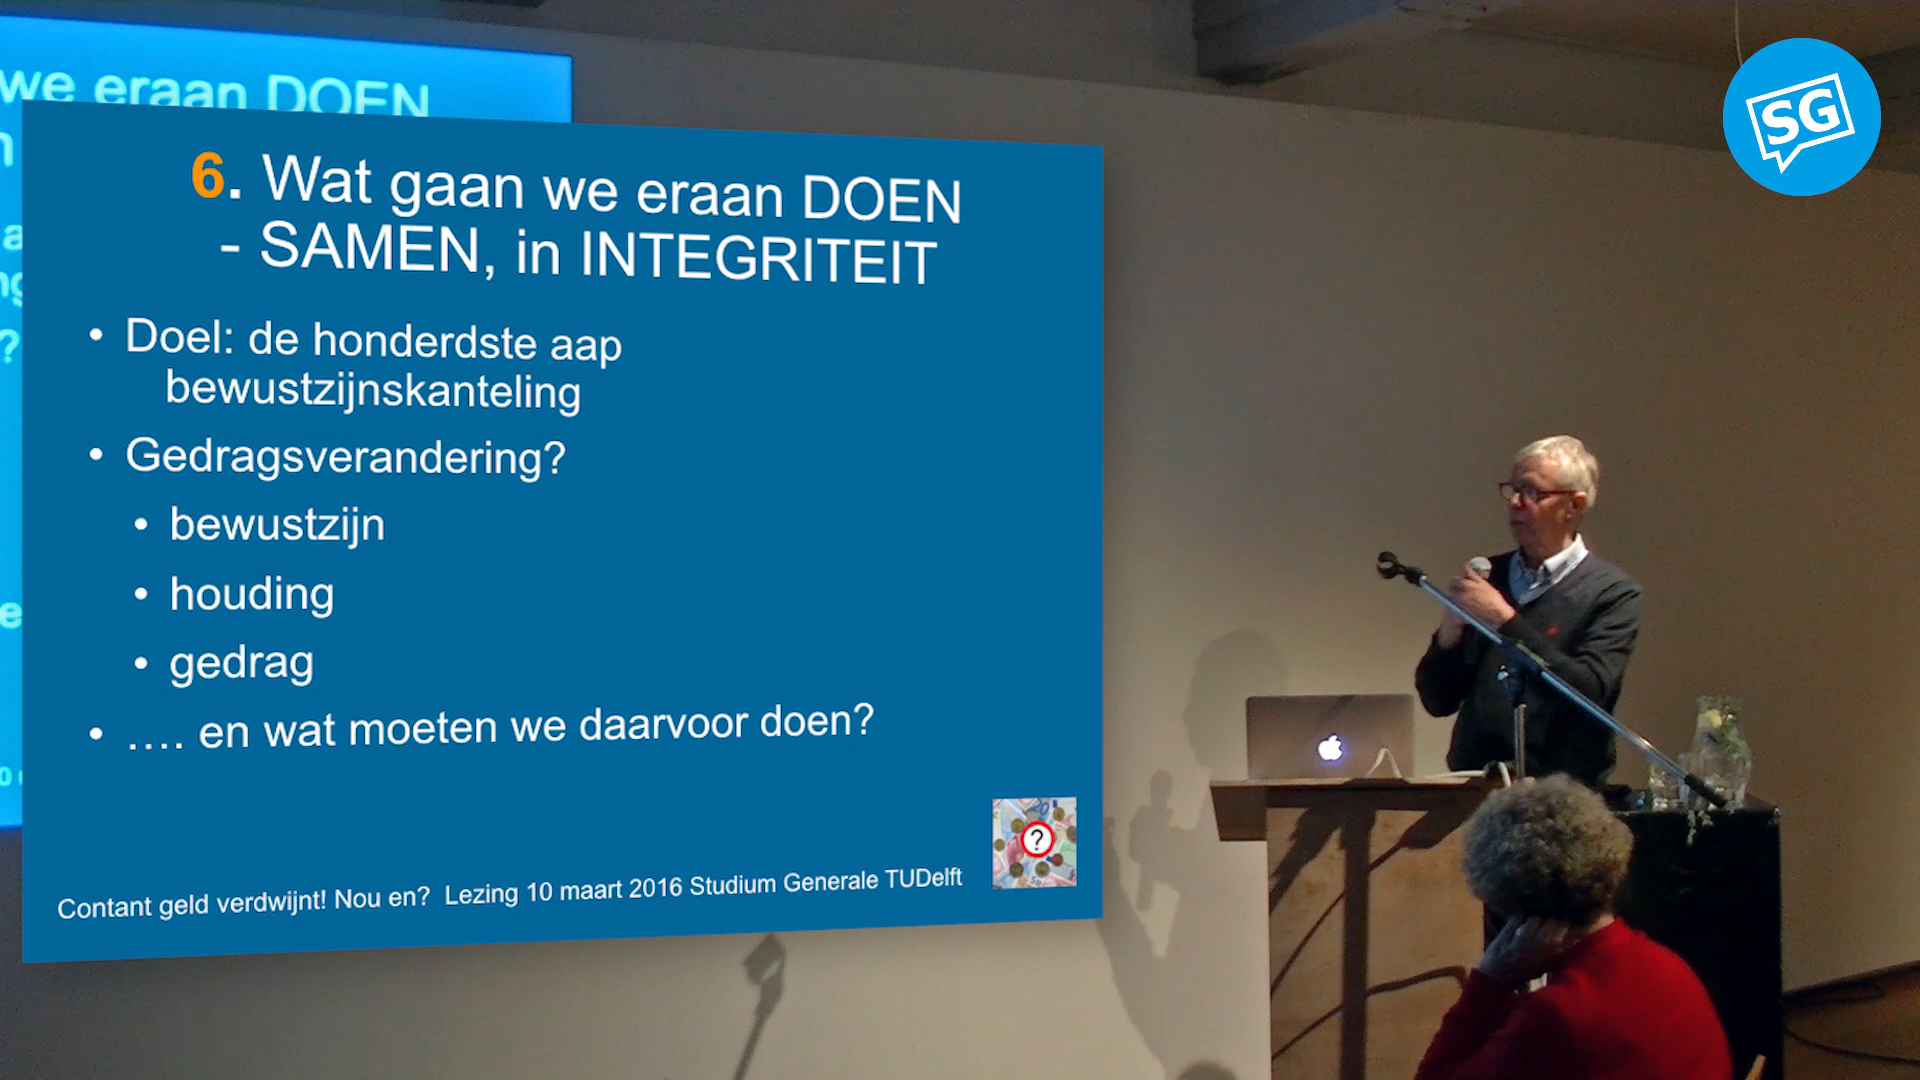 we eraan DOEN
6. Wat gaan we eraan DOEN
- SAMEN, in INTEGRITEIT
• Doel: de honderdste aap
bewustzijnskanteling
• Gedragsverandering?
• bewustzijn
• houding
• gedrag
• .... en wat moeten we daarvoor doen?
?
Contant geld verdwijnt! Nou en? Lezing 10 maart 2016 Studium Generale TUDelft
SG